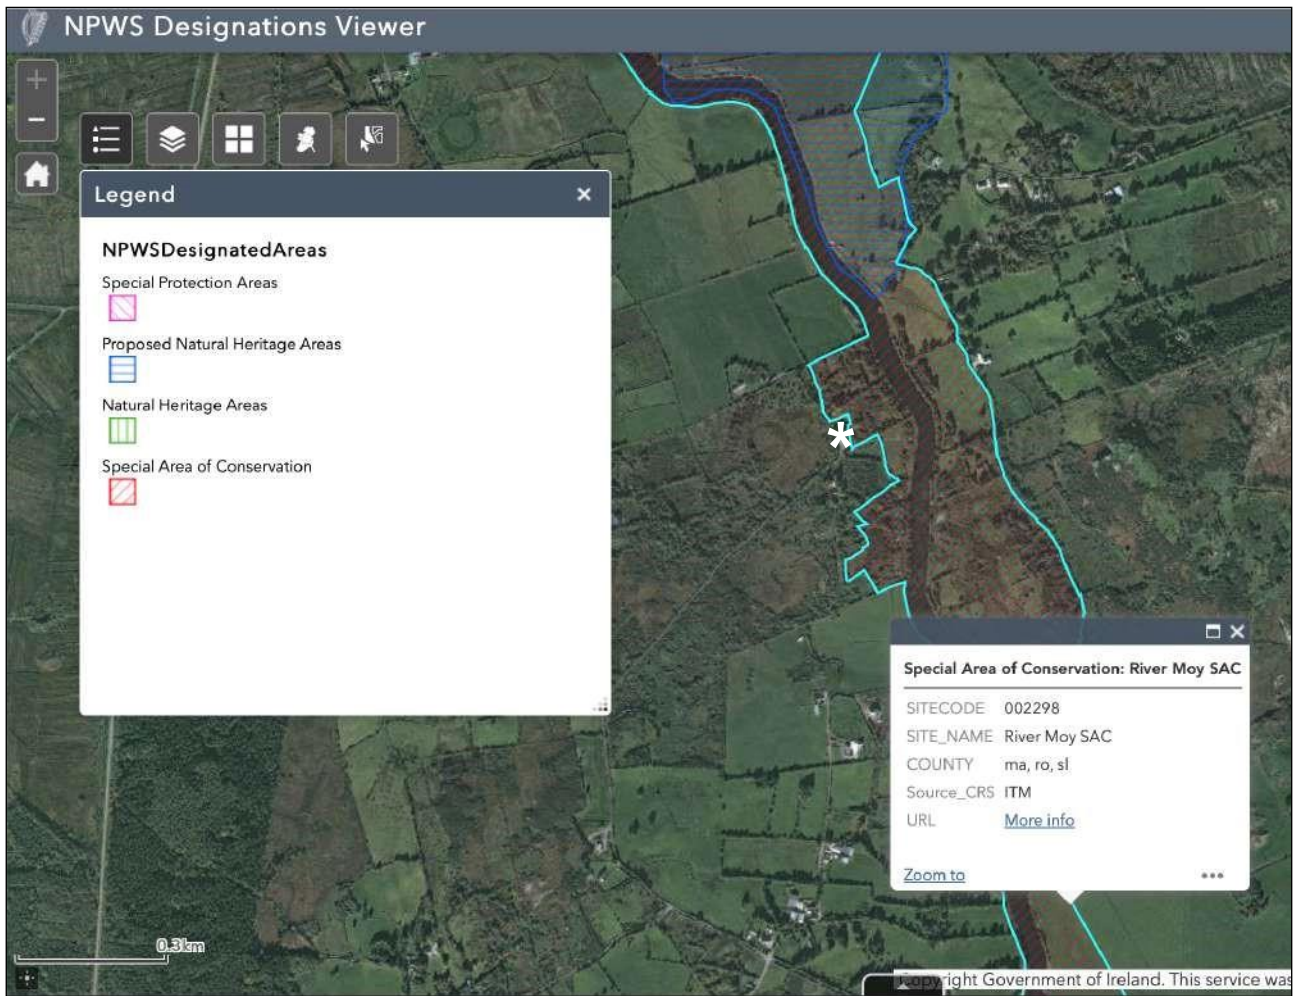 NPWS Designations Viewer
+
−
Legend
×
NPWSDesignatedAreas
Special Protection Areas
Proposed Natural Heritage Areas
Natural Heritage Areas
Special Area of Conservation
*
Special Area of Conservation: River Moy SAC
SITECODE 002298
SITE_NAME River Moy SAC
COUNTY ma, ro, sl
Source_CRS ITM
URL More info
Zoom to •••
0.3km
Copyright Government of Ireland. This service was